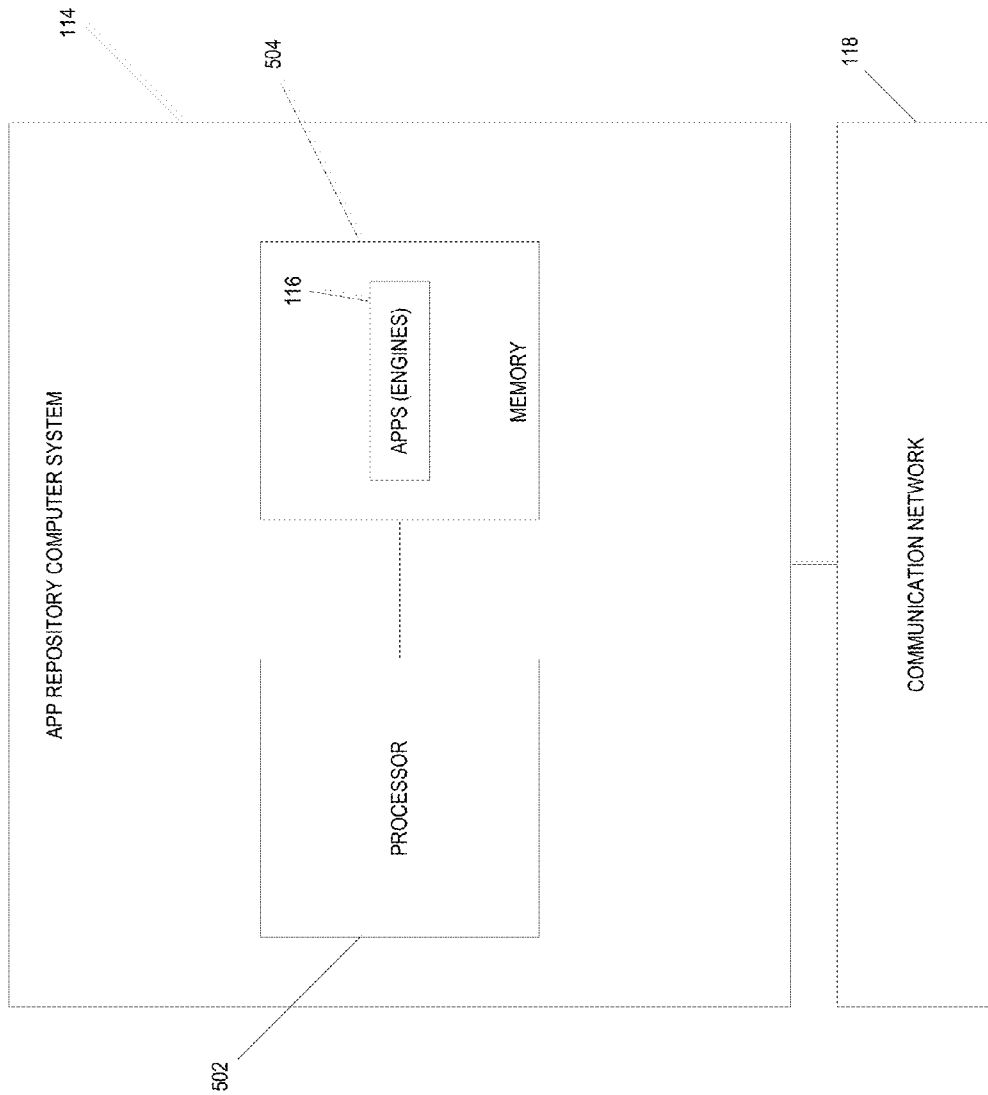 114
APP REPOSITORY COMPUTER SYSTEM
504
116
APPS (ENGINES)
MEMORY
PROCESSOR
502
118
COMMUNICATION NETWORK